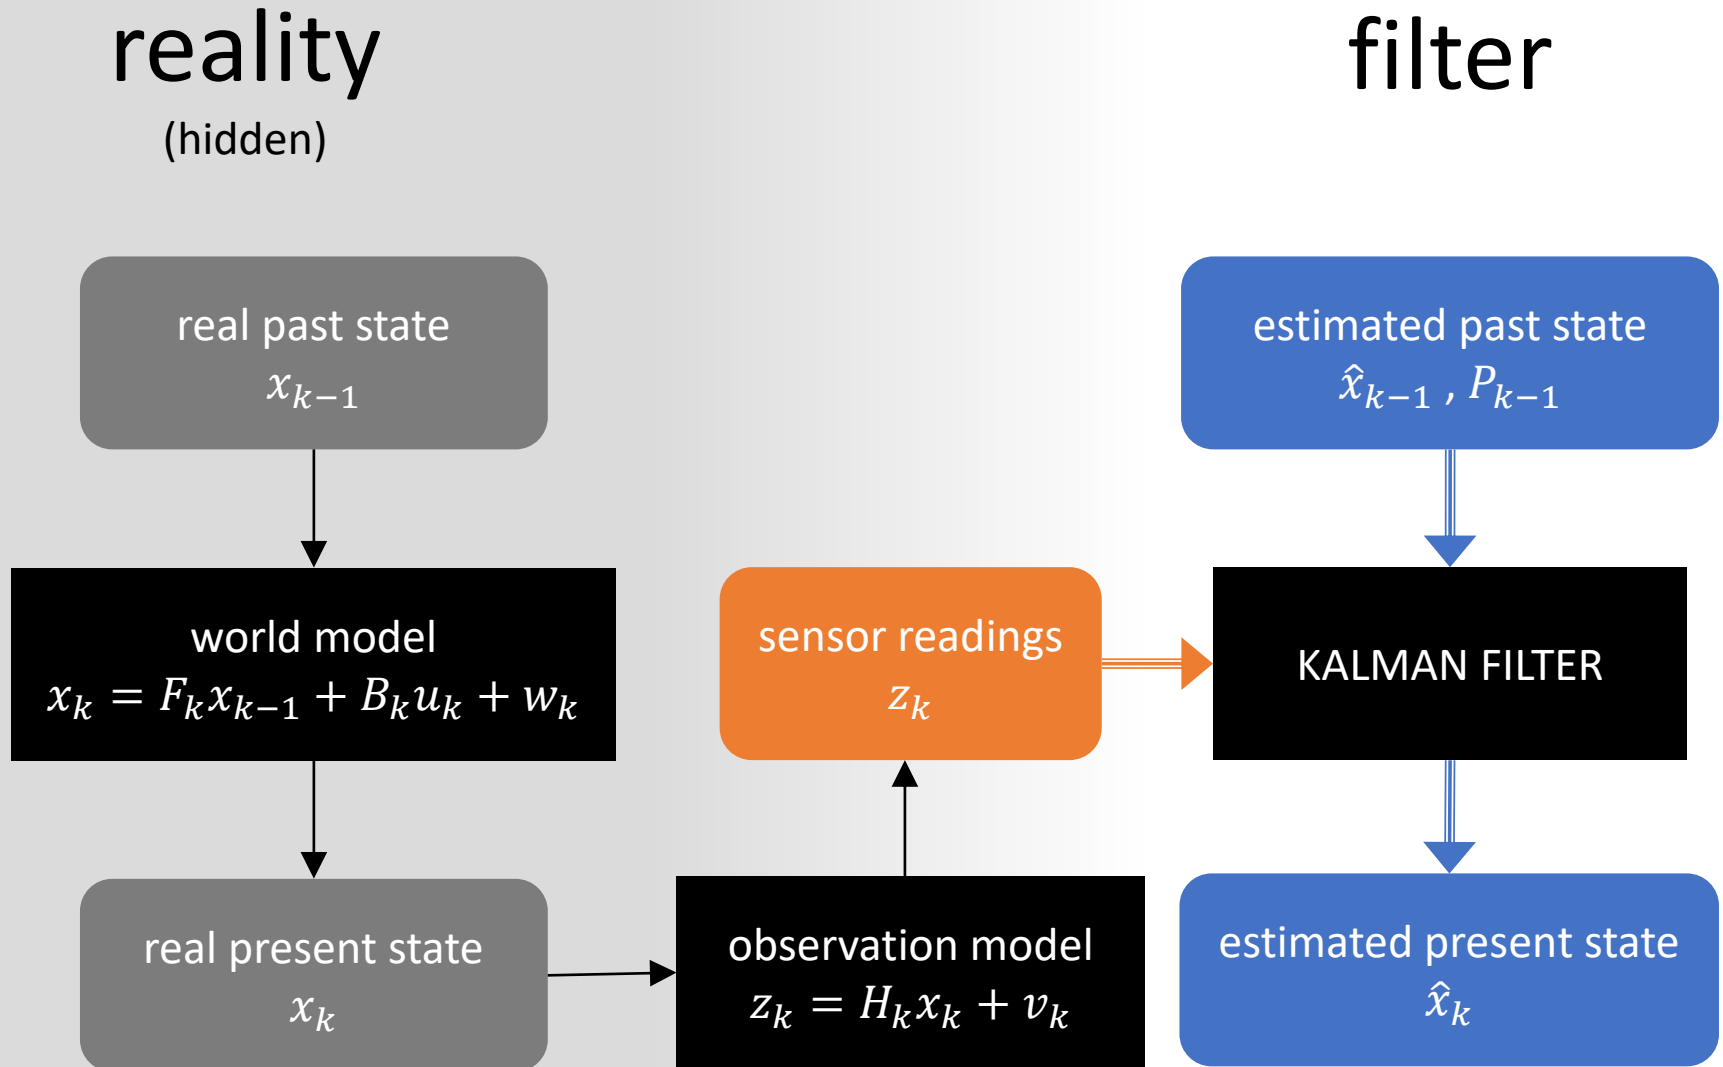 reality
(hidden)
filter
real past state
x_{k−1}
estimated past state
x̂_{k−1} , P_{k−1}
world model
x_k = F_k x_{k−1} + B_k u_k + w_k
sensor readings
z_k
KALMAN FILTER
real present state
x_k
observation model
z_k = H_k x_k + v_k
estimated present state
x̂_k